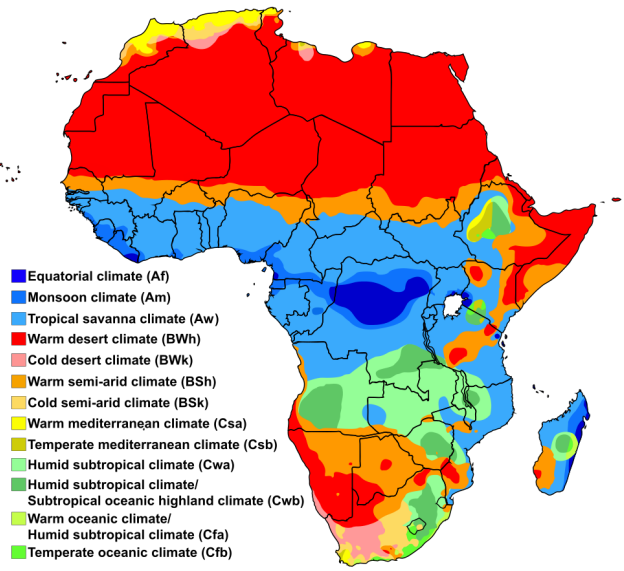 Equatorial climate (Af)
Monsoon climate (Am)
Tropical savanna climate (Aw)
Warm desert climate (BWh)
Cold desert climate (BWk)
Warm semi-arid climate (BSh)
Cold semi-arid climate (BSk)
Warm mediterranean climate (Csa)
Temperate mediterranean climate (Csb)
Humid subtropical climate (Cwa)
Humid subtropical climate/
Subtropical oceanic highland climate (Cwb)
Warm oceanic climate/
Humid subtropical climate (Cfa)
Temperate oceanic climate (Cfb)